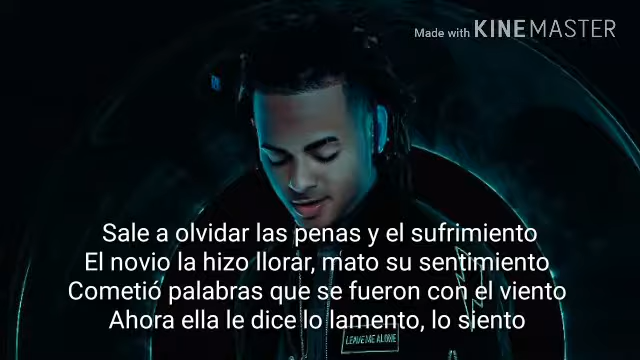 Made with KINEMASTER
Sale a olvidar las penas y el sufrimiento
El novio la hizo llorar, mato su sentimiento
Cometió palabras que se fueron con el viento
Ahora ella le dice lo lamento, lo siento
LEAVE ME ALONE